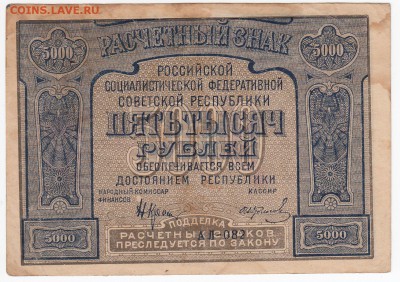 COINS.LAVE.RU
5000
РАСЧЕТНЫЙ ЗНАК
5000
РОССИЙСКОЙ
СОЦИАЛИСТИЧЕСКОЙ ФЕДЕРАТИВНОЙ
СОВЕТСКОЙ РЕСПУБЛИКИ
ПЯТЬТЫСЯЧ
РУБЛЕЙ
ОБЕСПЕЧИВАЕТСЯ ВСЕМ
ДОСТОЯНИЕМ РЕСПУБЛИКИ
НАРОДНЫЙ КОМИССАР
ФИНАНСОВ
КАССИР
ПОДДЕЛКА
РАСЧЕТНЫХ ЗНАКОВ
ПРЕСЛЕДУЕТСЯ ПО ЗАКОНУ
5000
5000